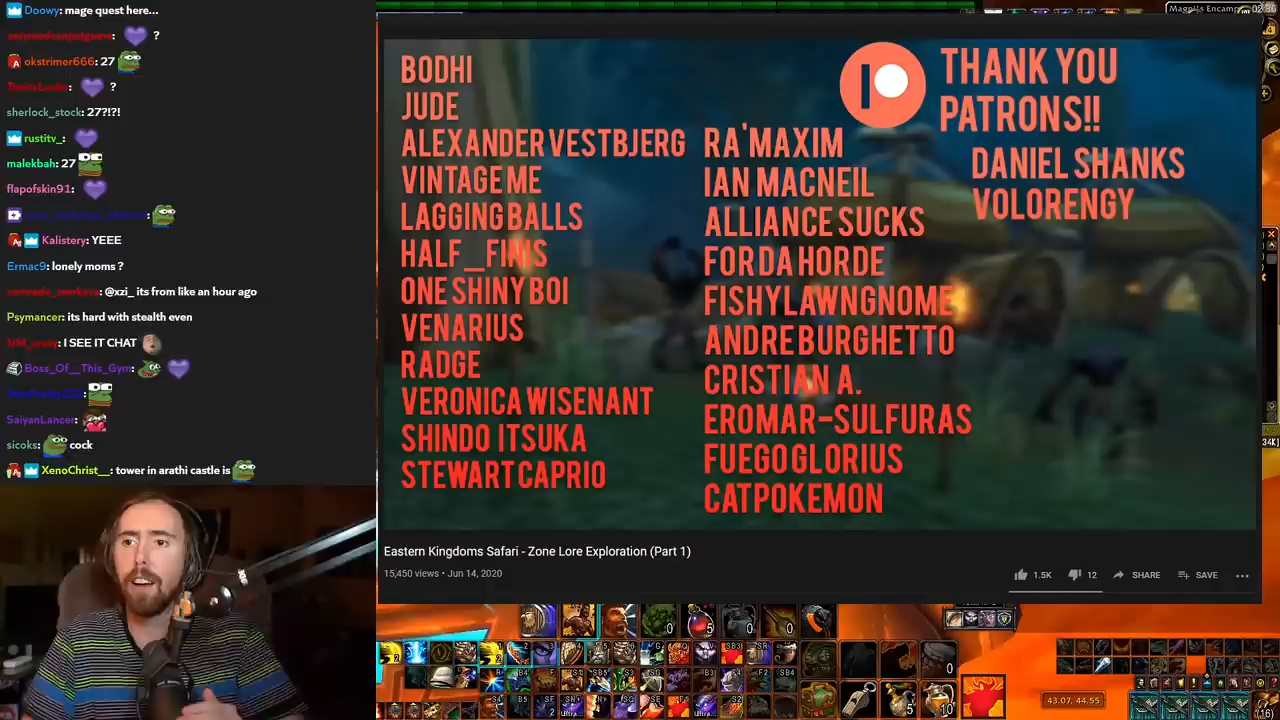 Doowy: mage quest here...
?
okstrimer666: 27
?
sherlock_stock: 27?!?!
rustitv_:
malekbah: 27
flapofskin91:
Kalistery: YEEE
Ermac9: lonely moms ?
@xzi_ its from like an hour ago
Psymancer: its hard with stealth even
I SEE IT CHAT
Boss_Of__This_Gym:
SaiyanLancer:
sicoks: cock
XenoChrist__: tower in arathi castle is
BODHI
JUDE
ALEXANDER VESTBJERG
VINTAGE ME
LAGGING BALLS
HALF_FINIS
ONE SHINY BOI
VENARIUS
RADGE
VERONICA WISENANT
SHINDO ITSUKA
STEWART CAPRIO
RA'MAXIM
IAN MACNEIL
ALLIANCE SUCKS
FOR DA HORDE
FISHYLAWNGNOME
ANDRE BURGHETTO
CRISTIAN A.
EROMAR-SULFURAS
FUEGO GLORIUS
CATPOKEMON
THANK YOU
PATRONS!!
DANIEL SHANKS
VOLORENGY
Eastern Kingdoms Safari - Zone Lore Exploration (Part 1)
15,450 views • Jun 14, 2020
1.5K 12 SHARE SAVE
43.07, 44.55